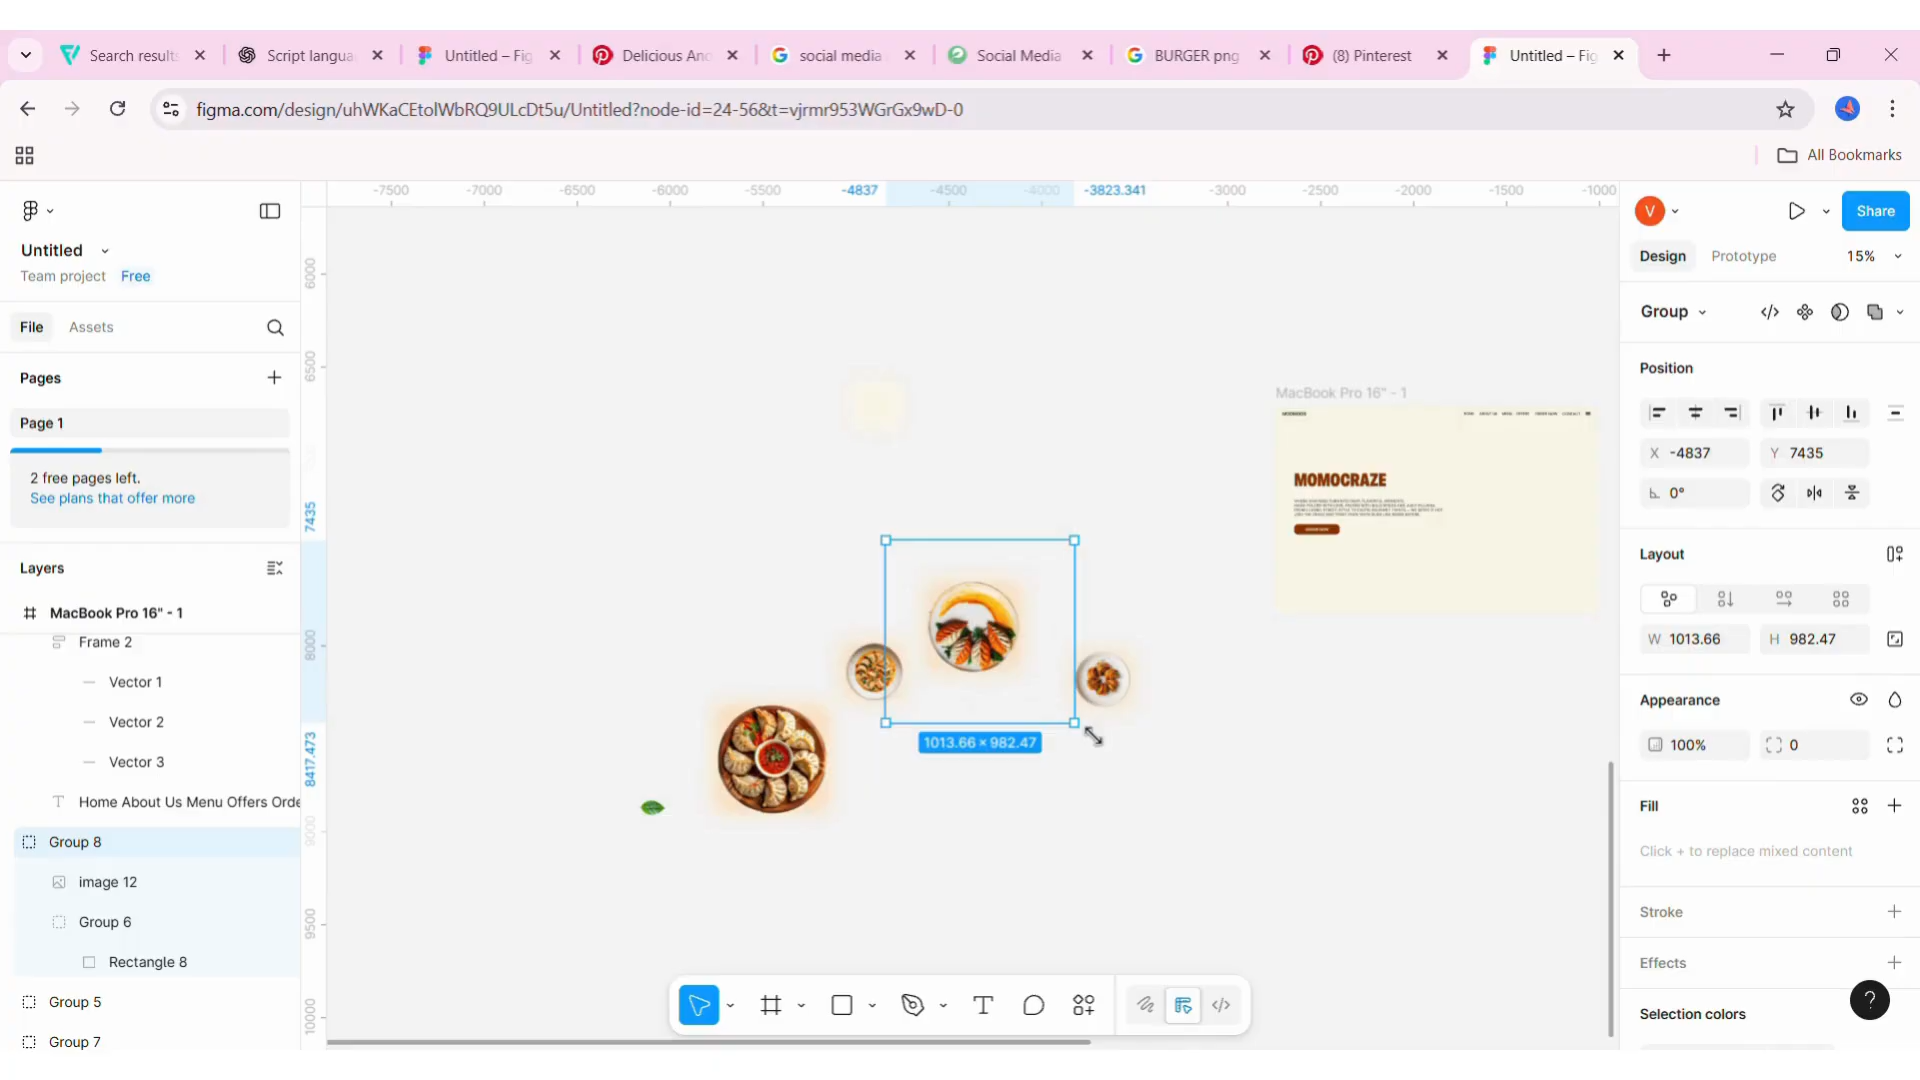 Search results
Script langua
Untitled – Fig
Delicious And
social media
Social Media
BURGER png
(8) Pinterest
Untitled – Fig
figma.com/design/uhWKaCEtolWbRQ9ULcDt5u/Untitled?node-id=24-56&t=vjrmr953WGrGx9wD-0
All Bookmarks
-7500 -7000 -6500 -6000 -5500 -4837 -4500 -4000 -3823.341 -3000 -2500 -2000 -1500 -1000
Untitled
Team project Free
V
Share
Design Prototype 15%
File Assets
Group
Pages
Page 1
2 free pages left.
See plans that offer more
Layers
MacBook Pro 16" - 1
Frame 2
Vector 1
Vector 2
Vector 3
Home About Us Menu Offers Orde
Group 8
image 12
Group 6
Rectangle 8
Group 5
Group 7
6000
6500
7435
8000
8417.473
9000
9500
10000
MacBook Pro 16" - 1
MOMOCRAZE
1013.66 × 982.47
Position
X -4837 Y 7435
0°
Layout
W 1013.66 H 982.47
Appearance
100% 0
Fill
Click + to replace mixed content
Stroke
Effects
?
Selection colors